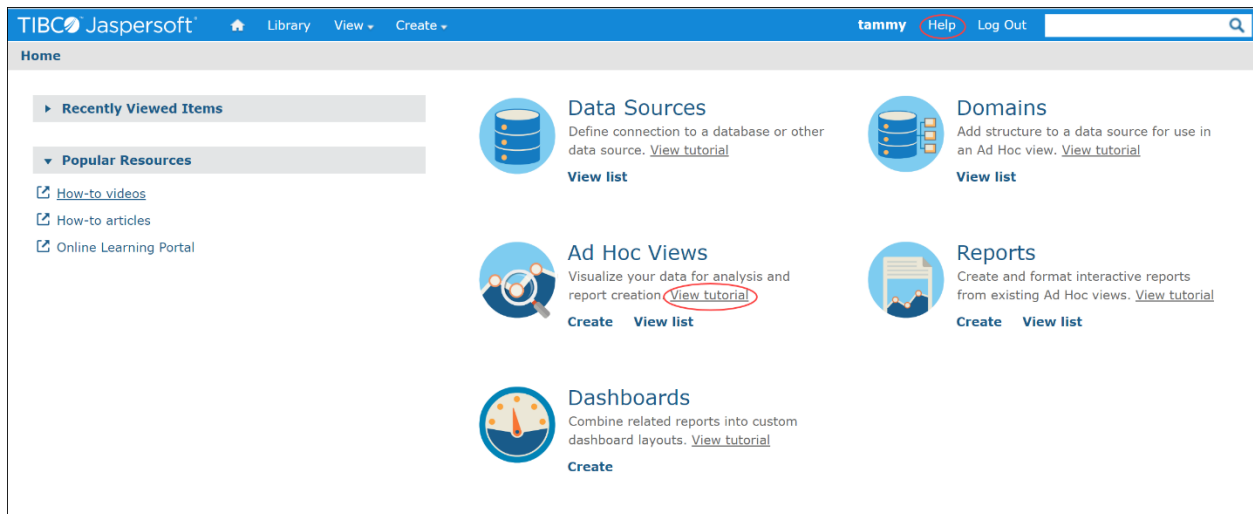 TIBCO Jaspersoft® Library View Create tammy Help Log Out
Home
Recently Viewed Items
Popular Resources
How-to videos
How-to articles
Online Learning Portal
Data Sources
Define connection to a database or other
data source. View tutorial
View list
Domains
Add structure to a data source for use in
an Ad Hoc view. View tutorial
View list
Ad Hoc Views
Visualize your data for analysis and
report creation. View tutorial
Create View list
Reports
Create and format interactive reports
from existing Ad Hoc views. View tutorial
Create View list
Dashboards
Combine related reports into custom
dashboard layouts. View tutorial
Create